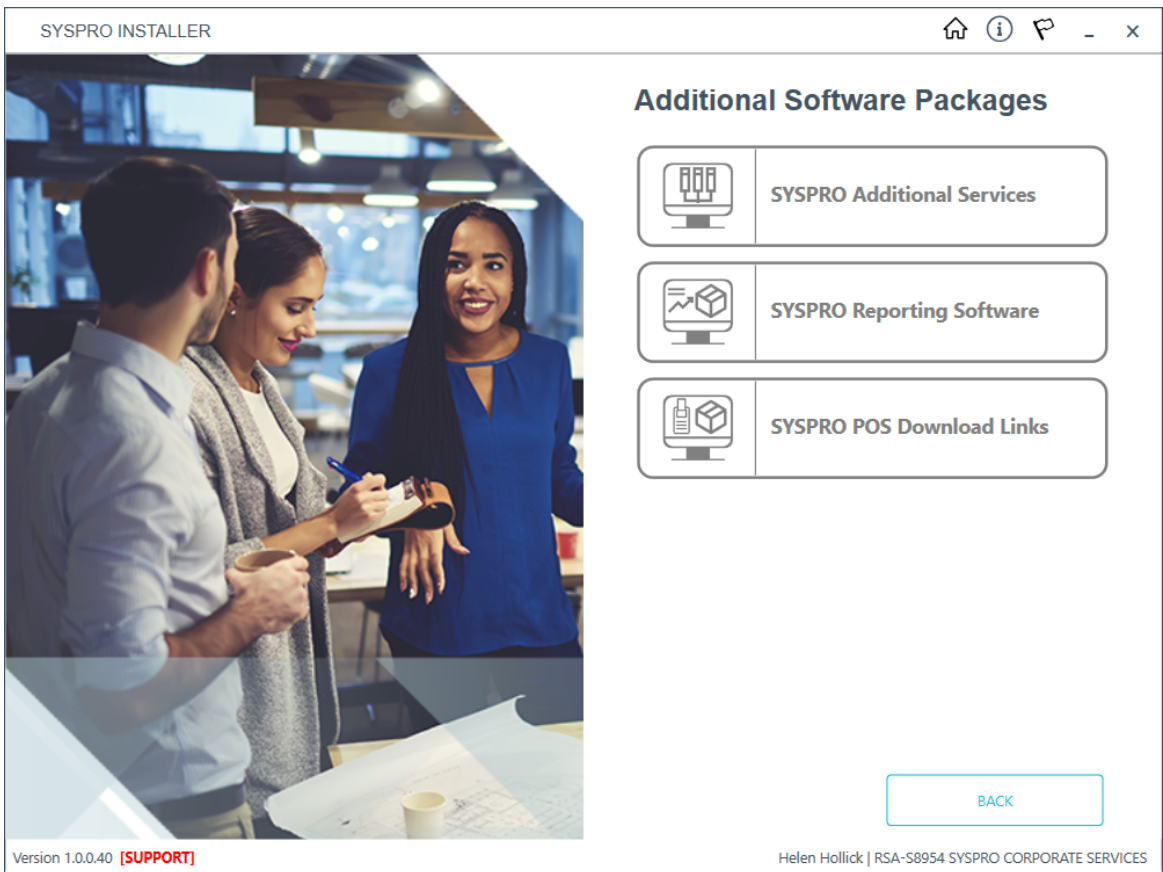 SYSPRO INSTALLER
Additional Software Packages
SYSPRO Additional Services
SYSPRO Reporting Software
SYSPRO POS Download Links
BACK
Version 1.0.0.40 [SUPPORT]
Helen Hollick | RSA-S8954 SYSPRO CORPORATE SERVICES